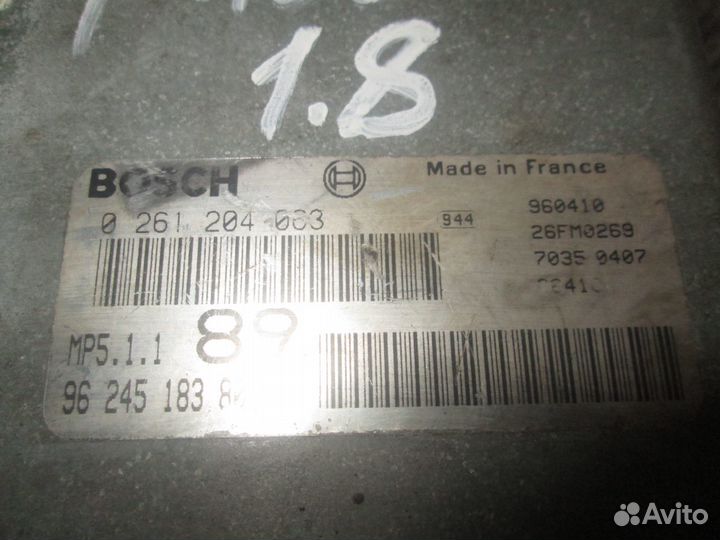 1.8
BOSCH
Made in France
0 261 204 063
944
960410
26FM0269
7035 0407
MP5.1.1
89
96 245 183
Avito